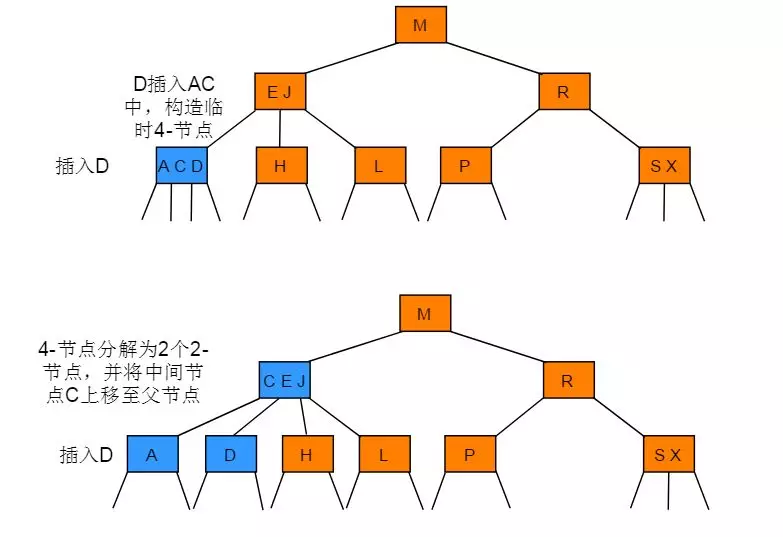 M
D插入AC
中，构造临
时4-节点
E J
R
插入D
A C D
H
L
P
S X
M
4-节点分解为2个2-
节点，并将中间节
点C上移至父节点
C E J
R
插入D
A
D
H
L
P
S X